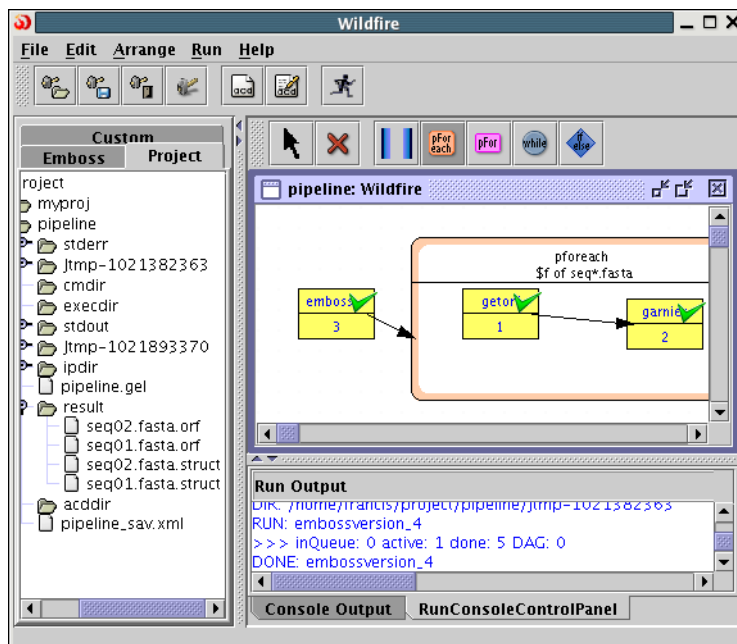 Wildfire
File Edit Arrange Run Help
acd acd
Custom
Emboss Project
pFor each pFor while if else
roject
myproj
pipeline
stderr
Jtmp-1021382363
cmdir
execdir
stdout
Jtmp-1021893370
ipdir
pipeline.gel
result
seq02.fasta.orf
seq01.fasta.orf
seq02.fasta.struct
seq01.fasta.struct
acddir
pipeline_sav.xml
pipeline: Wildfire
pforeach
$f of seq*.fasta
emboss
3
getor
1
garnie
2
Run Output
DIR: /home/francis/project/pipeline/jtmp-1021382363
RUN: embossversion_4
>>> inQueue: 0 active: 1 done: 5 DAG: 0
DONE: embossversion_4
Console Output RunConsoleControlPanel